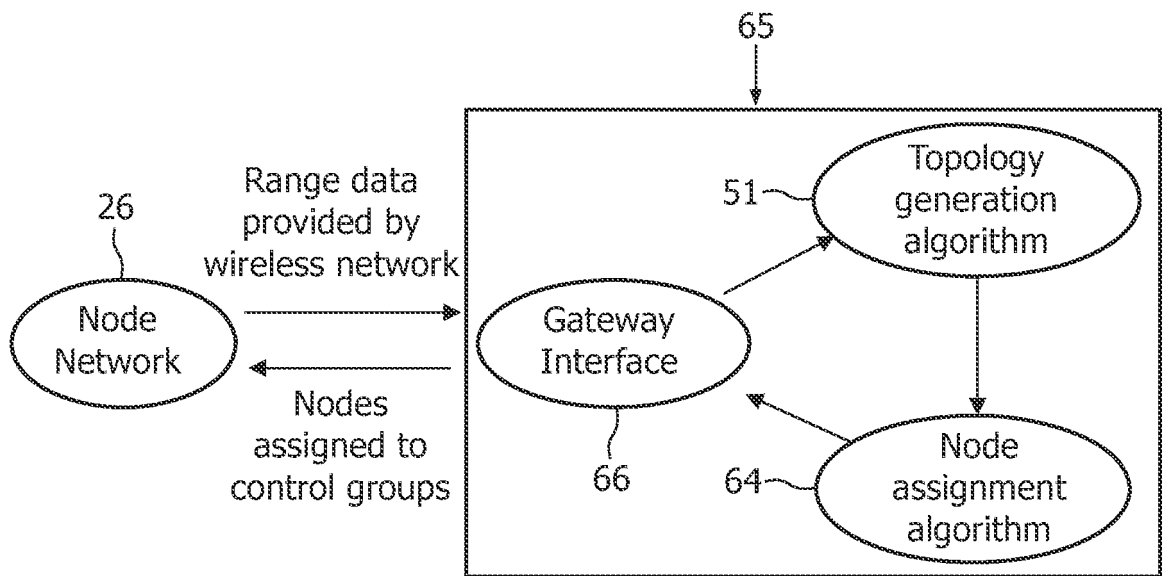 65
Topology
generation
algorithm
51
Range data
provided by
wireless network
26
Node
Network
Gateway
Interface
66
Nodes
assigned to
control groups
Node
assignment
algorithm
64